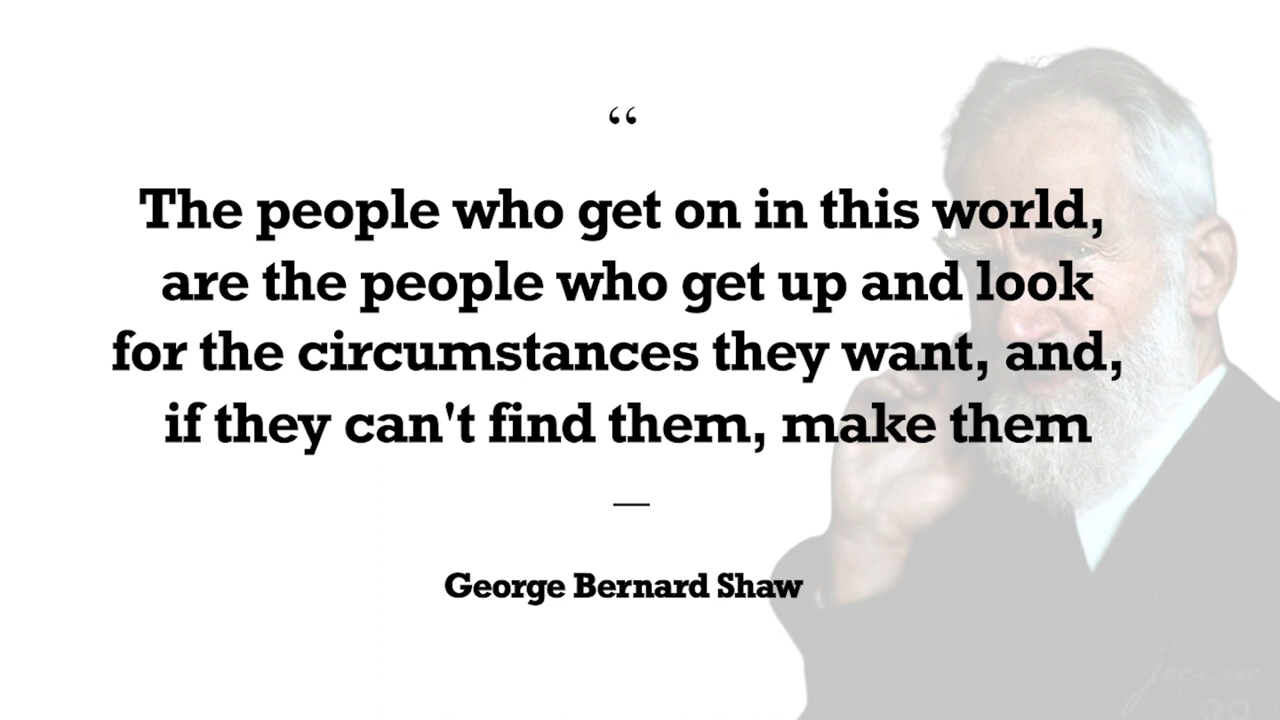 “
The people who get on in this world,
are the people who get up and look
for the circumstances they want, and,
if they can't find them, make them
—
George Bernard Shaw